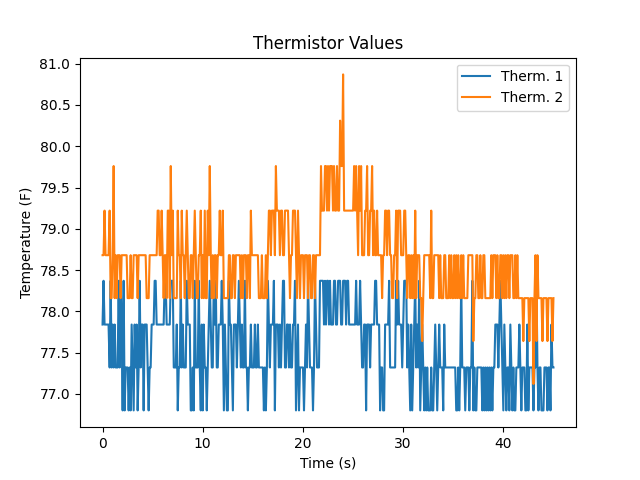 Thermistor Values
Therm. 1
Therm. 2
Temperature (F)
81.0
80.5
80.0
79.5
79.0
78.5
78.0
77.5
77.0
0 10 20 30 40
Time (s)